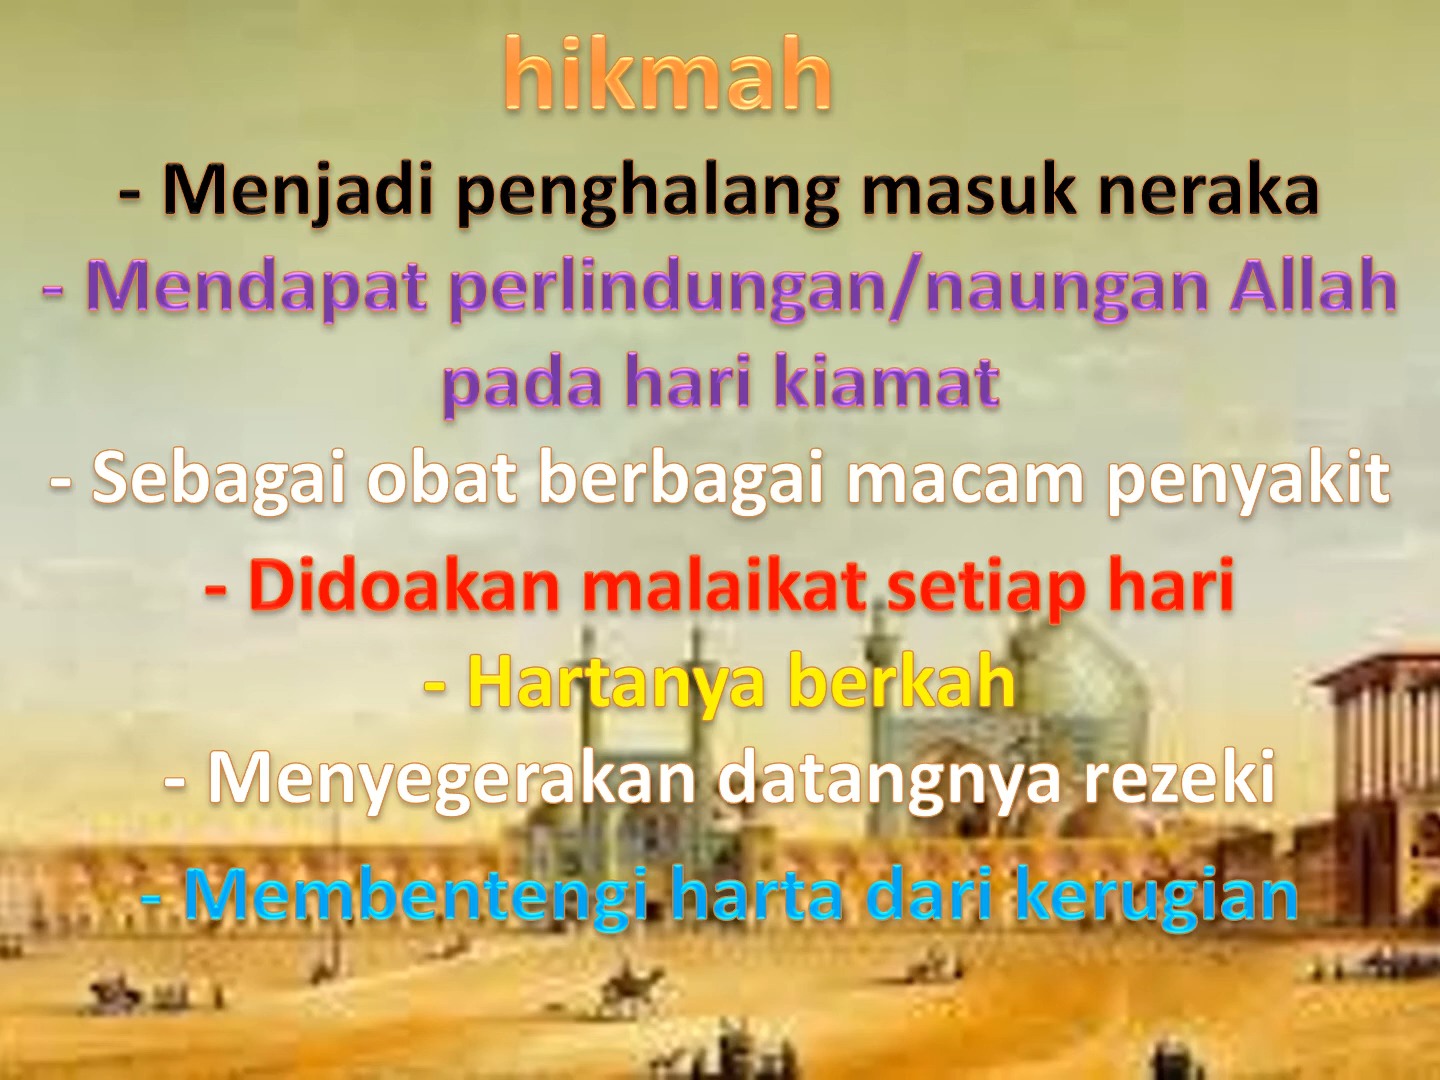 hikmah
- Menjadi penghalang masuk neraka
- Mendapat perlindungan/naungan Allah
pada hari kiamat
- Sebagai obat berbagai macam penyakit
- Didoakan malaikat setiap hari
- Hartanya berkah
- Menyegerakan datangnya rezeki
- Membentengi harta dari kerugian